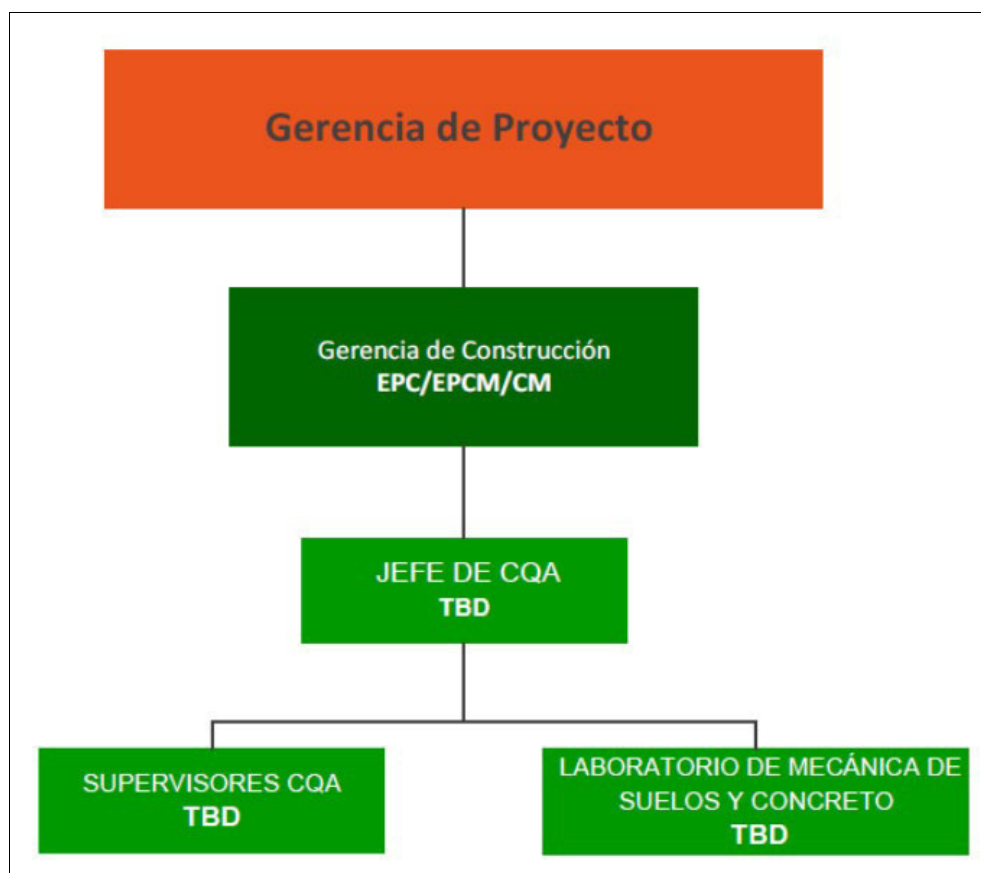 Gerencia de Proyecto
Gerencia de Construcción
EPC/EPCM/CM
JEFE DE CQA
TBD
SUPERVISORES CQA
TBD
LABORATORIO DE MECÁNICA DE
SUELOS Y CONCRETO
TBD